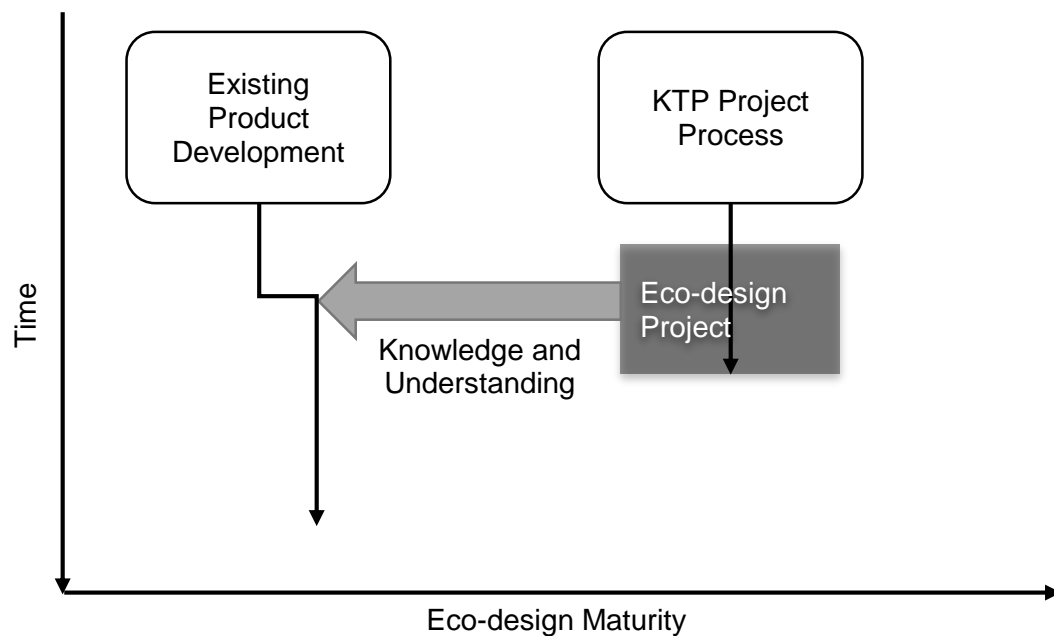 Existing
Product
Development
KTP Project
Process
Eco-design
Project
Knowledge and
Understanding
Time
Eco-design Maturity